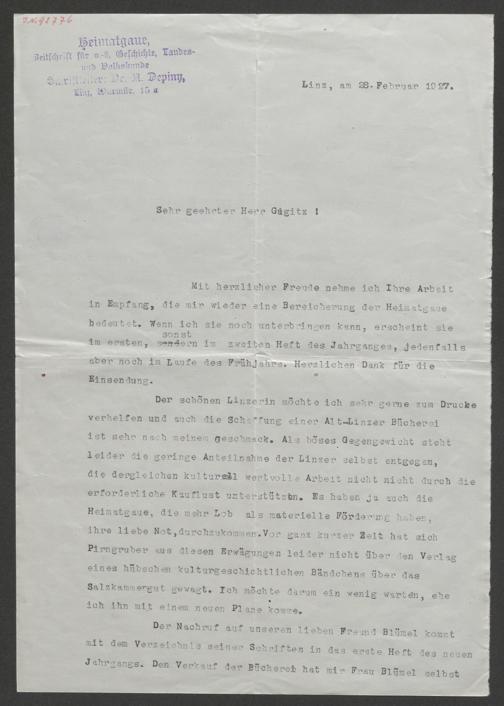 I.N. 92776
Heimatgaue,
Zeitschrift für o.-ö. Geschichte, Landes-
und Volkskunde
Schriftleiter: Dr. A. Depiny,
Linz, Wurmstr. 15 a
Linz, am 28. Februar 1927.
Sehr geehrter Herr Gugitz !
Mit herzlicher Freude nehme ich Ihre Arbeit
in Empfang, die mir wieder eine Bereicherung der Heimatgaue
bedeutet. Wenn ich sie noch unterbringen kann, erscheint sie
sonst
im ersten, sondern im zweiten Heft des Jahrganges, jedenfalls
aber noch im Laufe des Frühjahrs. Herzlichen Dank für die
Einsendung.
Der schönen Linzerin möchte ich sehr gerne zum Drucke
verhelfen und auch die Schaffung einer Alt-Linzer Bücherei
ist sehr nach meinem geschmack. Als böses Gegengewicht steht
leider die geringe Anteilnahme der Linzer selbst entgegen,
die dergleichen kulturell wertvolle Arbeit nicht nicht durch die
erforderliche Kauflust unterstützen. Es haben ja auch die
Heimatgaue, die mehr Lob als materielle Förderung haben,
ihre liebe Not,durchzukommen.Vor ganz kurzer Zeit hat sich
Pirngruber aus diesen Erwägungen leider nicht über den Verlag
eines hübschen kulturgeschichtlichen Bändchens über das
Salzkammergut gewagt. Ich möchte darum ein wenig warten, ehe
ich ihm mit einem neuen Plane komme.
Der Nachruf auf unseren lieben Freund Blümel kommt
mit dem Verzeichnis seiner Schriften in das erste Heft des neuen
Jahrgangs. Den Verkauf der Bücherei hat mir Frau Blümel selbst